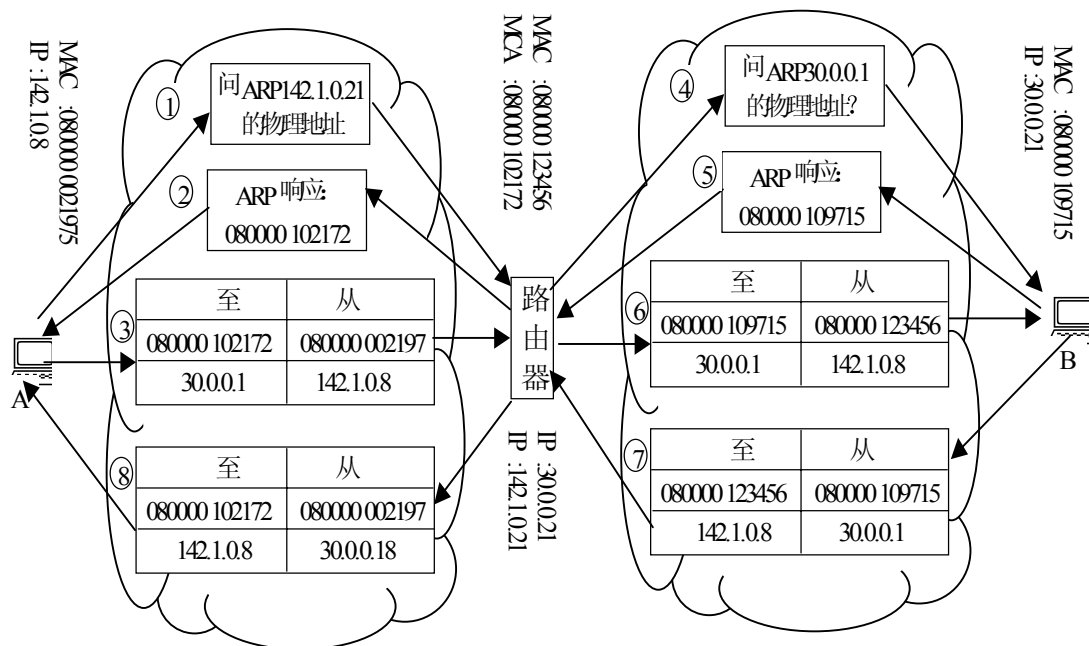 MAC :080000 0021975
IP :142.1.0.8
①
问ARP142.1.0.21
的物理地址
②
ARP 响应:
080000 102172
③
至 从
080000 102172 080000 002197
30.0.0.1 142.1.0.8
A
⑧
至 从
080000 102172 080000 002197
142.1.0.8 30.0.0.18
MAC :080000 123456
MCA :080000 102172
路由器
IP :30.0.0.21
IP :142.1.0.21
④
问ARP30.0.0.1
的物理地址?
⑤
ARP 响应:
080000 109715
⑥
至 从
080000 109715 080000 123456
30.0.0.1 142.1.0.8
⑦
至 从
080000 123456 080000 109715
142.1.0.8 30.0.0.1
MAC :080000 109715
IP :30.0.0.21
B